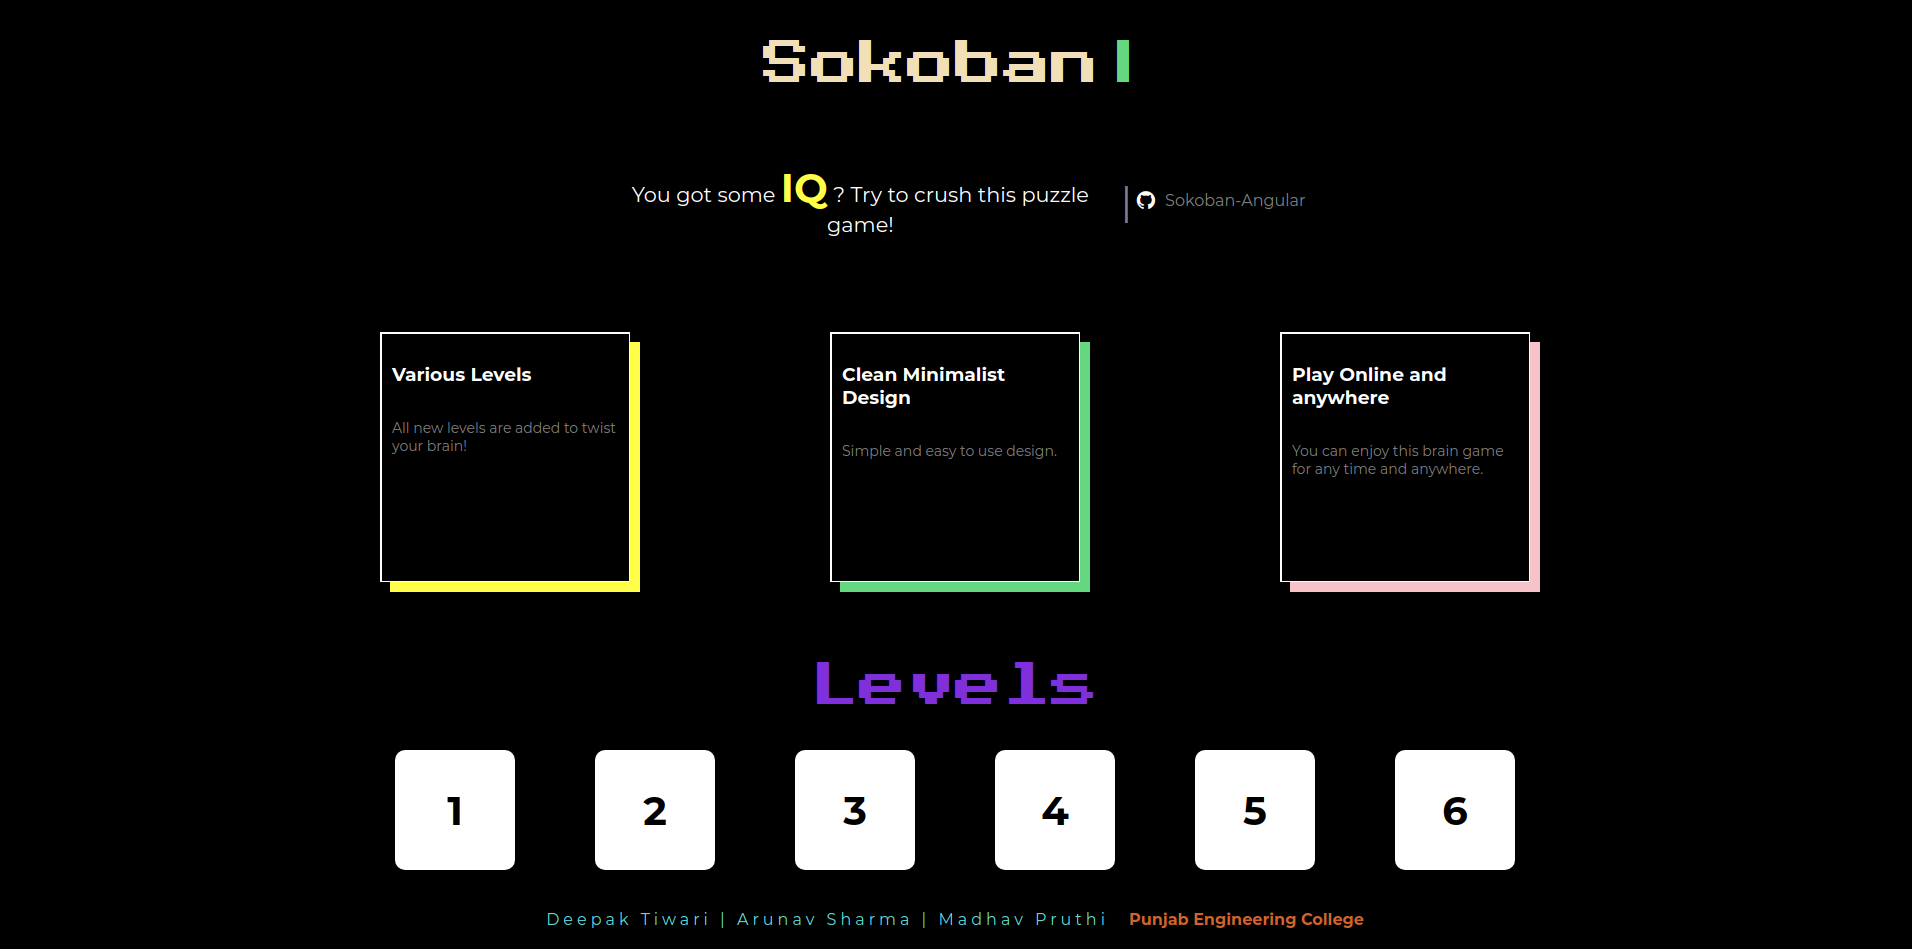 Sokoban
You got some IQ ? Try to crush this puzzle
game!
Sokoban-Angular
Various Levels
All new levels are added to twist
your brain!
Clean Minimalist
Design
Simple and easy to use design.
Play Online and
anywhere
You can enjoy this brain game
for any time and anywhere.
Levels
1 2 3 4 5 6
Deepak Tiwari | Arunav Sharma | Madhav Pruthi Punjab Engineering College